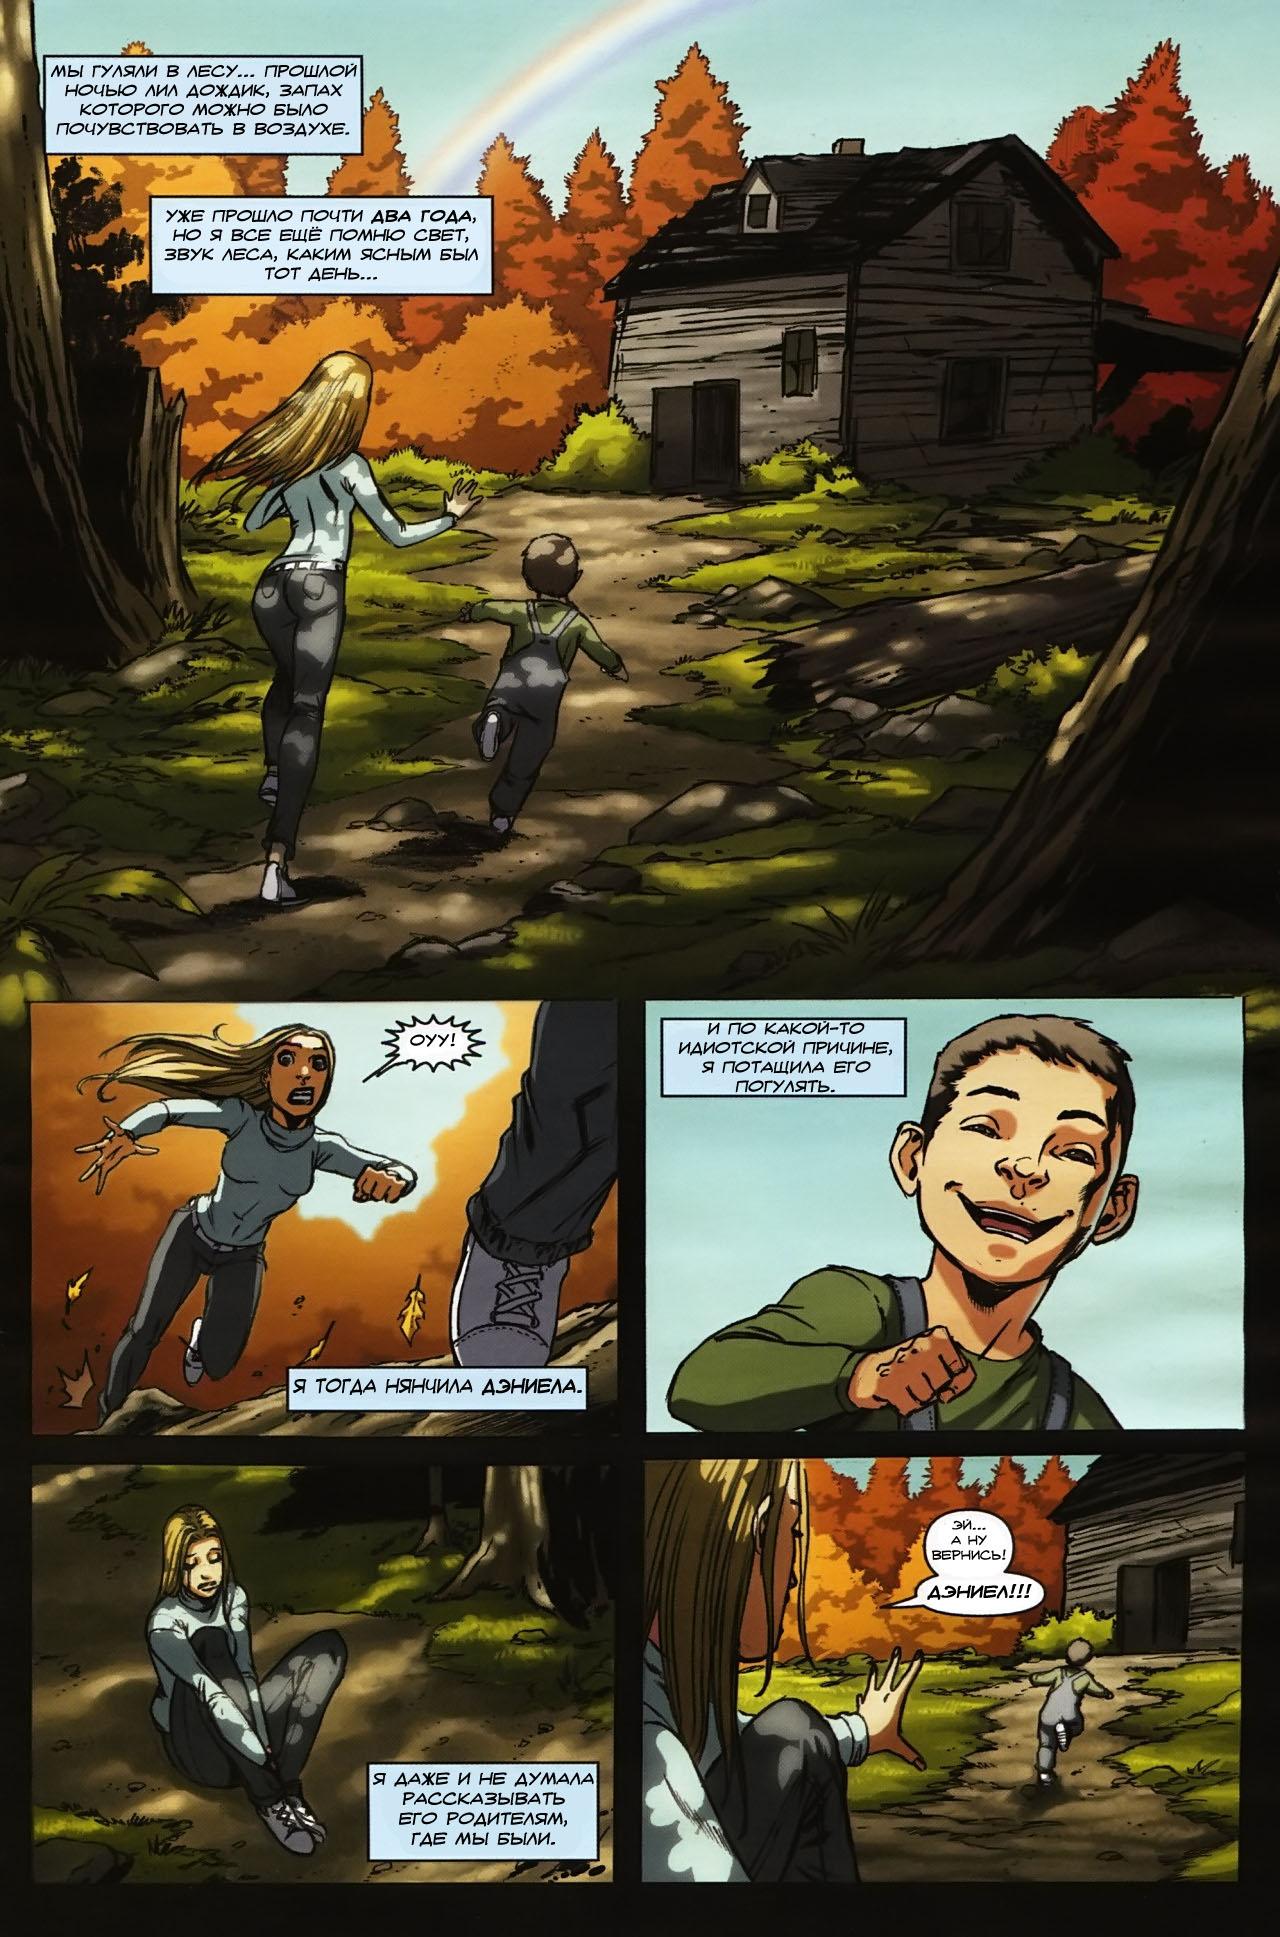 МЫ ГУЛЯЛИ В ЛЕСУ... ПРОШЛОЙ
НОЧЬЮ ЛИЛ ДОЖДИК, ЗАПАХ
КОТОРОГО МОЖНО БЫЛО
ПОЧУВСТВОВАТЬ В ВОЗДУХЕ.
УЖЕ ПРОШЛО ПОЧТИ ДВА ГОДА,
НО Я ВСЕ ЕЩЁ ПОМНЮ СВЕТ,
ЗВУК ЛЕСА, КАКИМ ЯСНЫМ БЫЛ
ТОТ ДЕНЬ...
ОУУ!
Я ТОГДА НЯНЧИЛА ДЭНИЕЛА.
И ПО КАКОЙ-ТО
ИДИОТСКОЙ ПРИЧИНЕ,
Я ПОТАЩИЛА ЕГО
ПОГУЛЯТЬ.
Я ДАЖЕ И НЕ ДУМАЛА
РАССКАЗЫВАТЬ
ЕГО РОДИТЕЛЯМ,
ГДЕ МЫ БЫЛИ.
ЭЙ...
А НУ
ВЕРНИСЬ!
ДЭНИЕЛ!!!